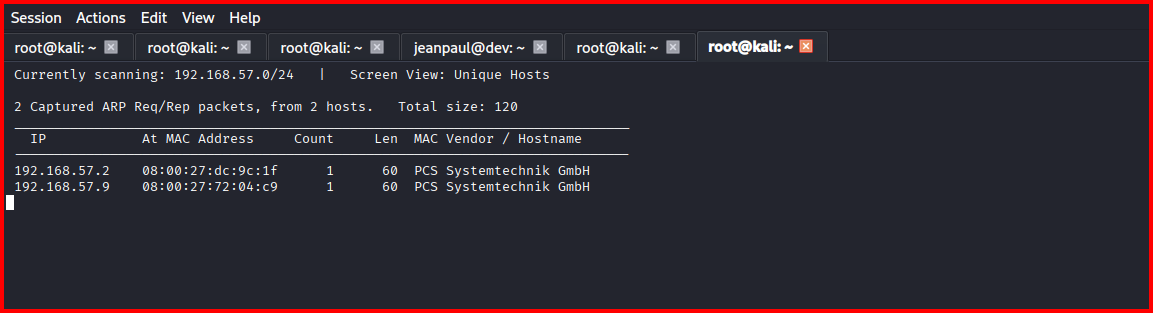 Session Actions Edit View Help
root@kali: ~ root@kali: ~ root@kali: ~ jeanpaul@dev: ~ root@kali: ~ root@kali: ~
Currently scanning: 192.168.57.0/24 | Screen View: Unique Hosts
2 Captured ARP Req/Rep packets, from 2 hosts. Total size: 120
IP At MAC Address Count Len MAC Vendor / Hostname
192.168.57.2 08:00:27:dc:9c:1f 1 60 PCS Systemtechnik GmbH
192.168.57.9 08:00:27:72:04:c9 1 60 PCS Systemtechnik GmbH